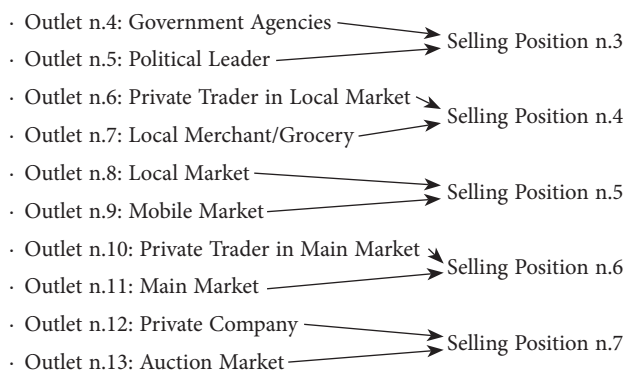 · Outlet n.4: Government Agencies
Selling Position n.3
· Outlet n.5: Political Leader
· Outlet n.6: Private Trader in Local Market
Selling Position n.4
· Outlet n.7: Local Merchant/Grocery
· Outlet n.8: Local Market
Selling Position n.5
· Outlet n.9: Mobile Market
· Outlet n.10: Private Trader in Main Market
Selling Position n.6
· Outlet n.11: Main Market
· Outlet n.12: Private Company
Selling Position n.7
· Outlet n.13: Auction Market